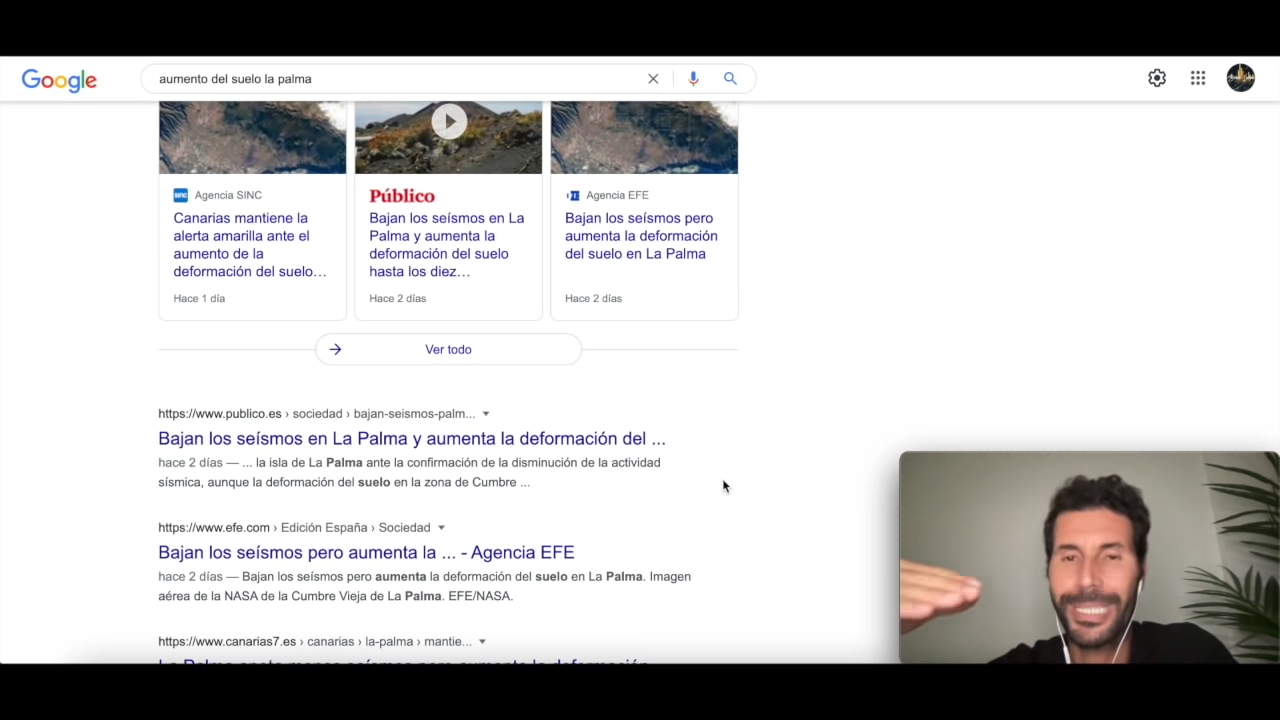 Google
aumento del suelo la palma
Agencia SINC
Canarias mantiene la
alerta amarilla ante el
aumento de la
deformación del suelo…
Hace 1 día
Público
Bajan los seísmos en La
Palma y aumenta la
deformación del suelo
hasta los diez…
Hace 2 días
Agencia EFE
Bajan los seísmos pero
aumenta la deformación
del suelo en La Palma
Hace 2 días
Ver todo
https://www.publico.es › sociedad › bajan-seismos-palm...
Bajan los seísmos en La Palma y aumenta la deformación del ...
hace 2 días — ... la isla de La Palma ante la confirmación de la disminución de la actividad
sísmica, aunque la deformación del suelo en la zona de Cumbre ...
https://www.efe.com › Edición España › Sociedad
Bajan los seísmos pero aumenta la ... - Agencia EFE
hace 2 días — Bajan los seísmos pero aumenta la deformación del suelo en La Palma. Imagen
aérea de la NASA de la Cumbre Vieja de La Palma. EFE/NASA.
https://www.canarias7.es › canarias › la-palma › mantie...